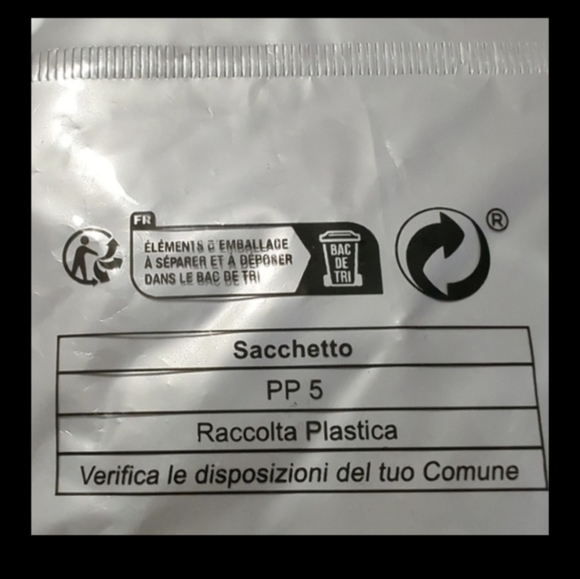 FR
ÉLÉMENTS D'EMBALLAGE
À SÉPARER ET À DÉPOSER
DANS LE BAC DE TRI
BAC
DE
TRI
®
Sacchetto
PP 5
Raccolta Plastica
Verifica le disposizioni del tuo Comune